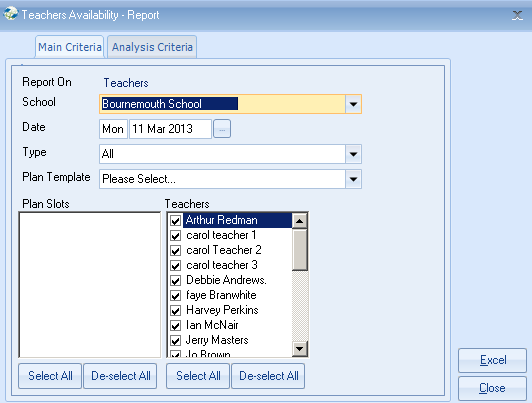 Teachers Availability - Report
Main Criteria Analysis Criteria
Report On Teachers
School Bournemouth School
Date Mon 11 Mar 2013 ...
Type All
Plan Template Please Select...
Plan Slots Teachers
Arthur Redman
carol teacher 1
carol Teacher 2
carol teacher 3
Debbie Andrews.
faye Branwhite
Harvey Perkins
Ian McNair
Jerry Masters
Jo Brown
Select All De-select All Select All De-select All
Excel
Close